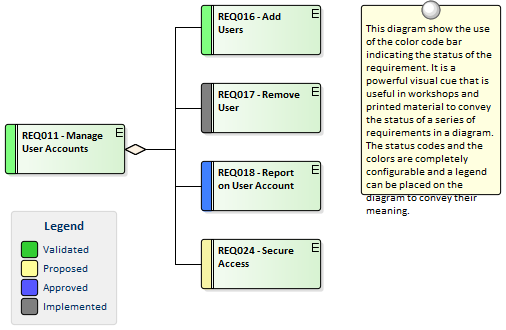 REQ016 - Add
Users
E
REQ017 - Remove
User
E
REQ011 - Manage
User Accounts
E
REQ018 - Report
on User Account
E
REQ024 - Secure
Access
E
This diagram show the use
of the color code bar
indicating the status of the
requirement. It is a
powerful visual cue that is
useful in workshops and
printed material to convey
the status of a series of
requirements in a diagram.
The status codes and the
colors are completely
configurable and a legend
can be placed on the
diagram to convey their
meaning.
Legend
Validated
Proposed
Approved
Implemented